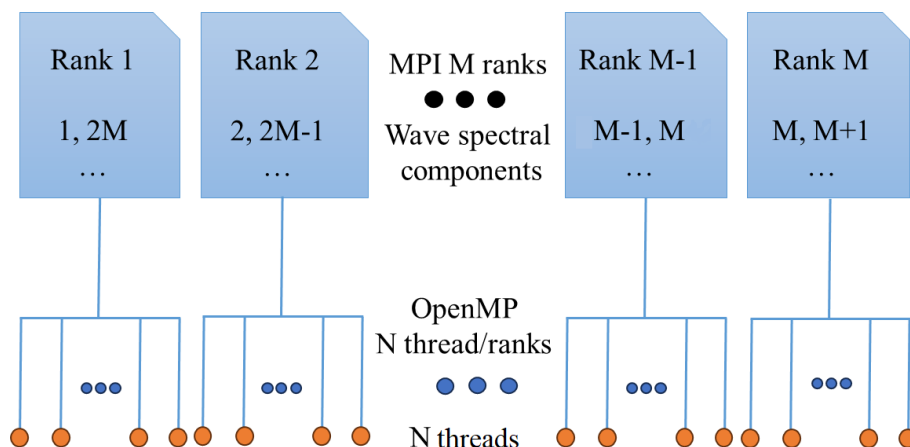 Rank 1
1, 2M
…
Rank 2
2, 2M-1
…
MPI M ranks
Wave spectral
components
Rank M-1
M-1, M
…
Rank M
M, M+1
…
OpenMP
N thread/ranks
N threads